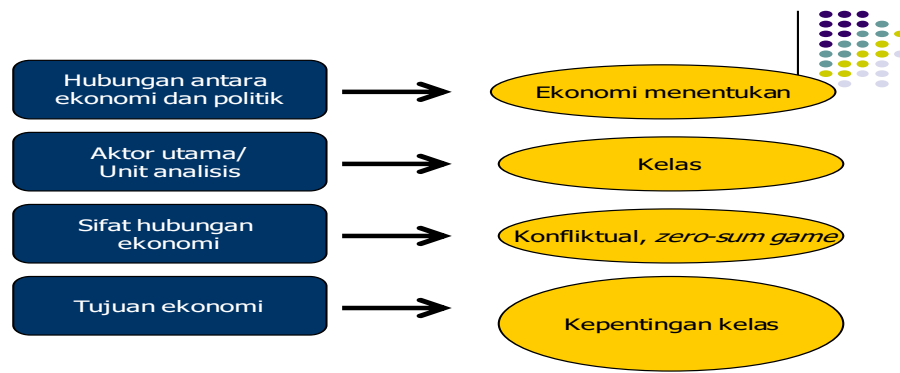 Hubungan antara
ekonomi dan politik
Ekonomi menentukan
Aktor utama/
Unit analisis
Kelas
Sifat hubungan
ekonomi
Konfliktual, zero-sum game
Tujuan ekonomi
Kepentingan kelas